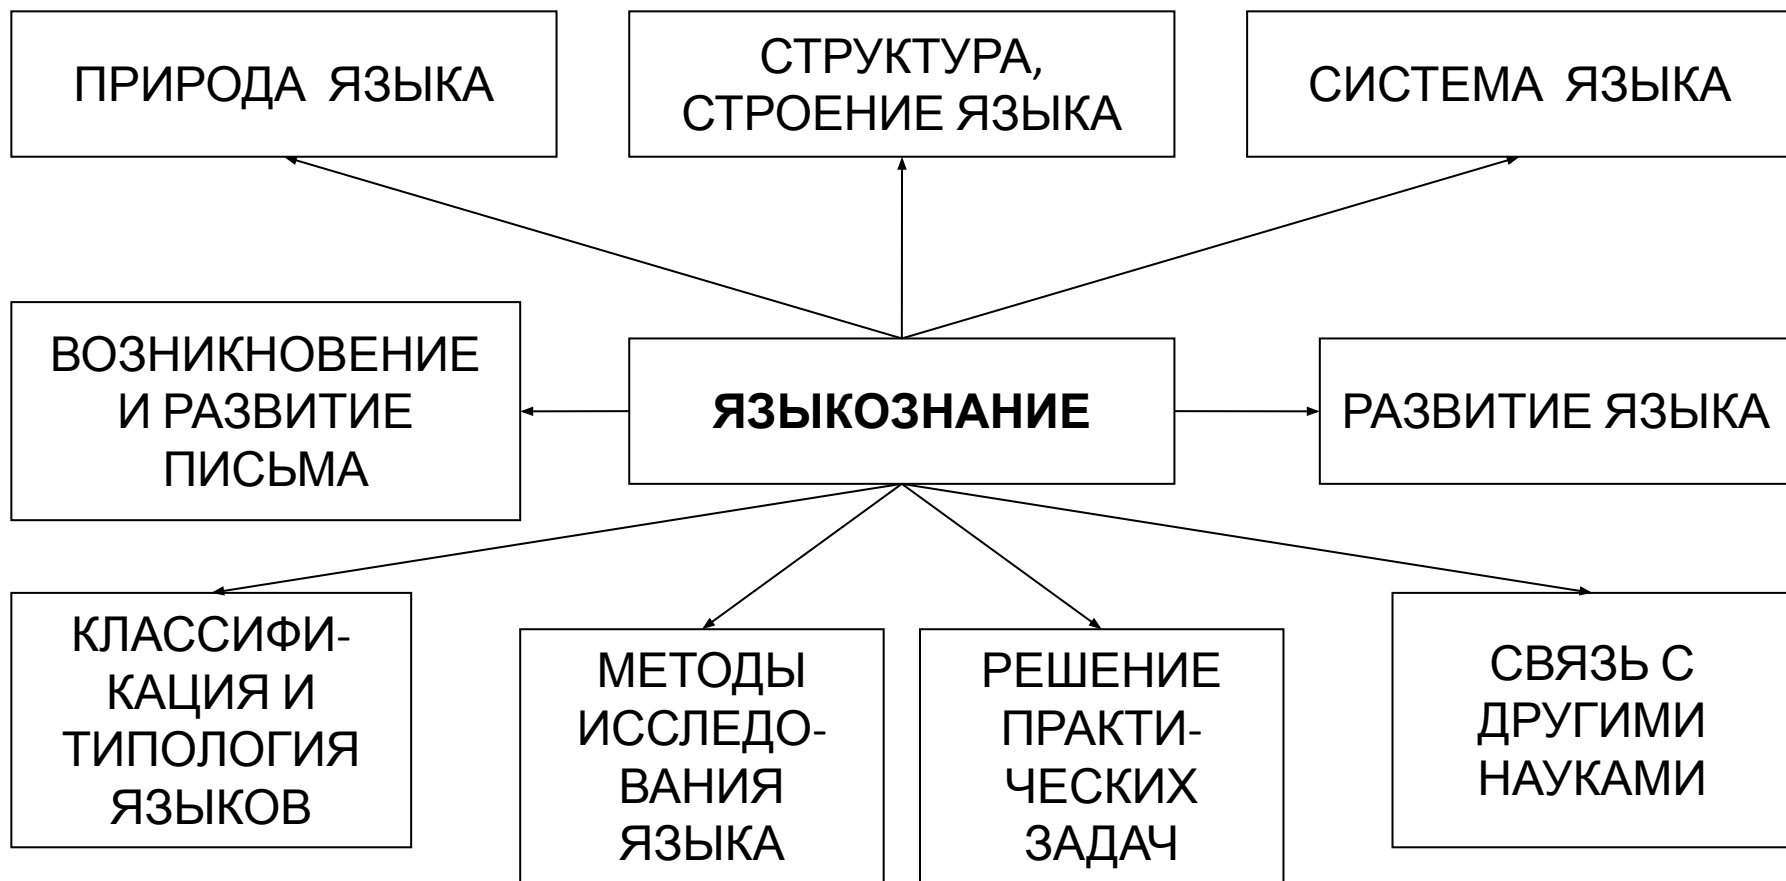 ПРИРОДА ЯЗЫКА
СТРУКТУРА,
СТРОЕНИЕ ЯЗЫКА
СИСТЕМА ЯЗЫКА
ВОЗНИКНОВЕНИЕ
И РАЗВИТИЕ
ПИСЬМА
ЯЗЫКОЗНАНИЕ
РАЗВИТИЕ ЯЗЫКА
КЛАССИФИ-
КАЦИЯ И
ТИПОЛОГИЯ
ЯЗЫКОВ
МЕТОДЫ
ИССЛЕДО-
ВАНИЯ
ЯЗЫКА
РЕШЕНИЕ
ПРАКТИ-
ЧЕСКИХ
ЗАДАЧ
СВЯЗЬ С
ДРУГИМИ
НАУКАМИ